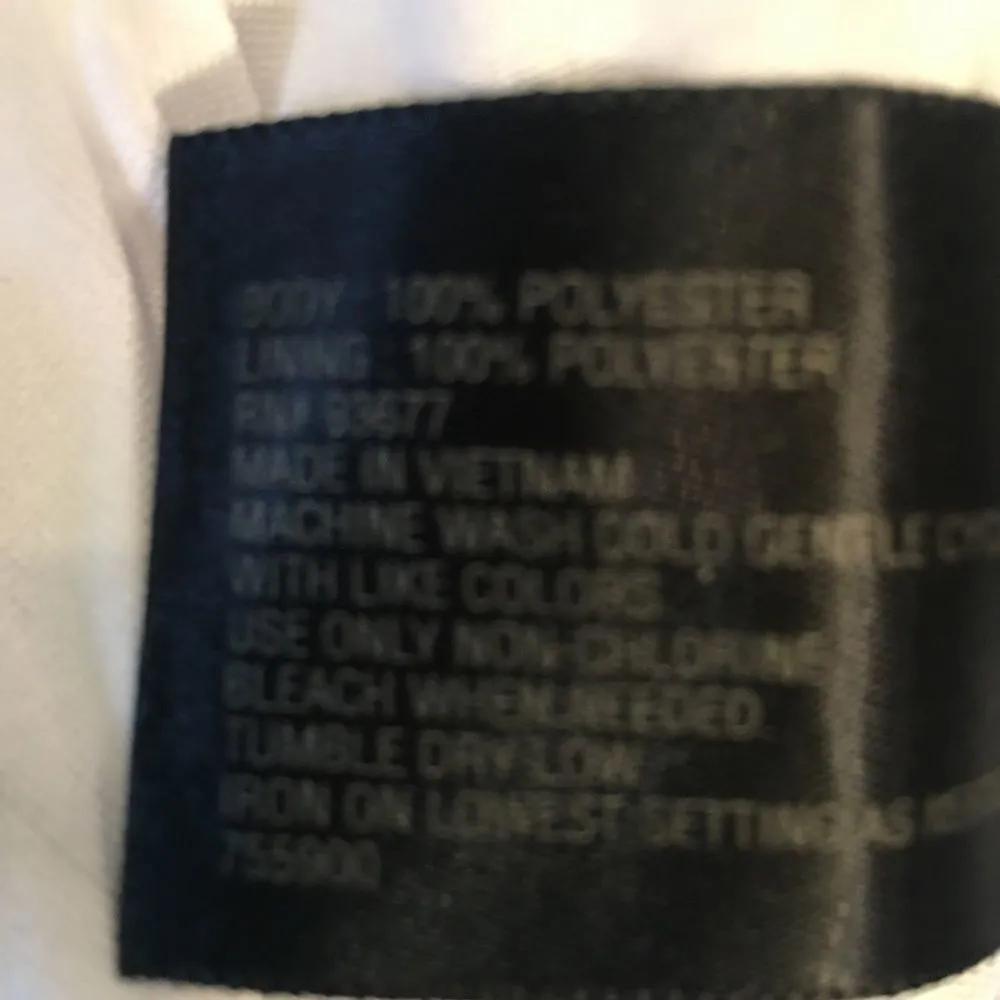 BODY : 100% POLYESTER
LINING : 100% POLYESTER
RN# 93677
MADE IN VIETNAM
MACHINE WASH COLD GENTLE
WITH LIKE COLORS
USE ONLY NON-CHLORINE
BLEACH WHEN NEEDED
TUMBLE DRY LOW
IRON ON LOWEST SETTING AS
755900